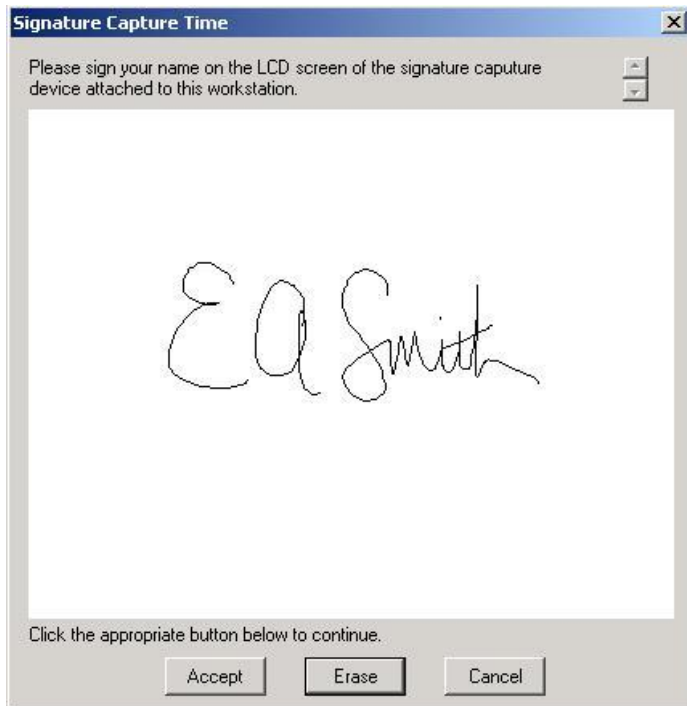 Signature Capture Time
Please sign your name on the LCD screen of the signature caputure
device attached to this workstation.
EA Smith
Click the appropriate button below to continue.
Accept Erase Cancel